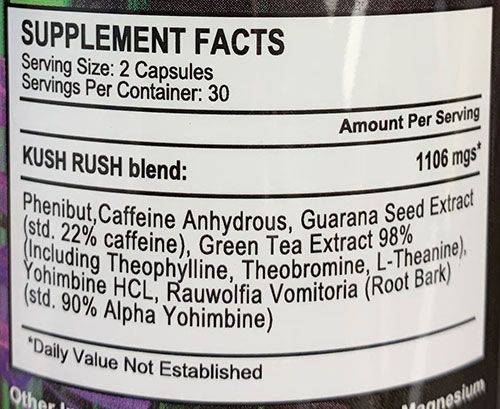 SUPPLEMENT FACTS
Serving Size: 2 Capsules
Servings Per Container: 30
Amount Per Serving
KUSH RUSH blend: 1106 mgs*
Phenibut,Caffeine Anhydrous, Guarana Seed Extract
(std. 22% caffeine), Green Tea Extract 98%
(Including Theophylline, Theobromine, L-Theanine),
Yohimbine HCL, Rauwolfia Vomitoria (Root Bark)
(std. 90% Alpha Yohimbine)
*Daily Value Not Established
Other Magnesium